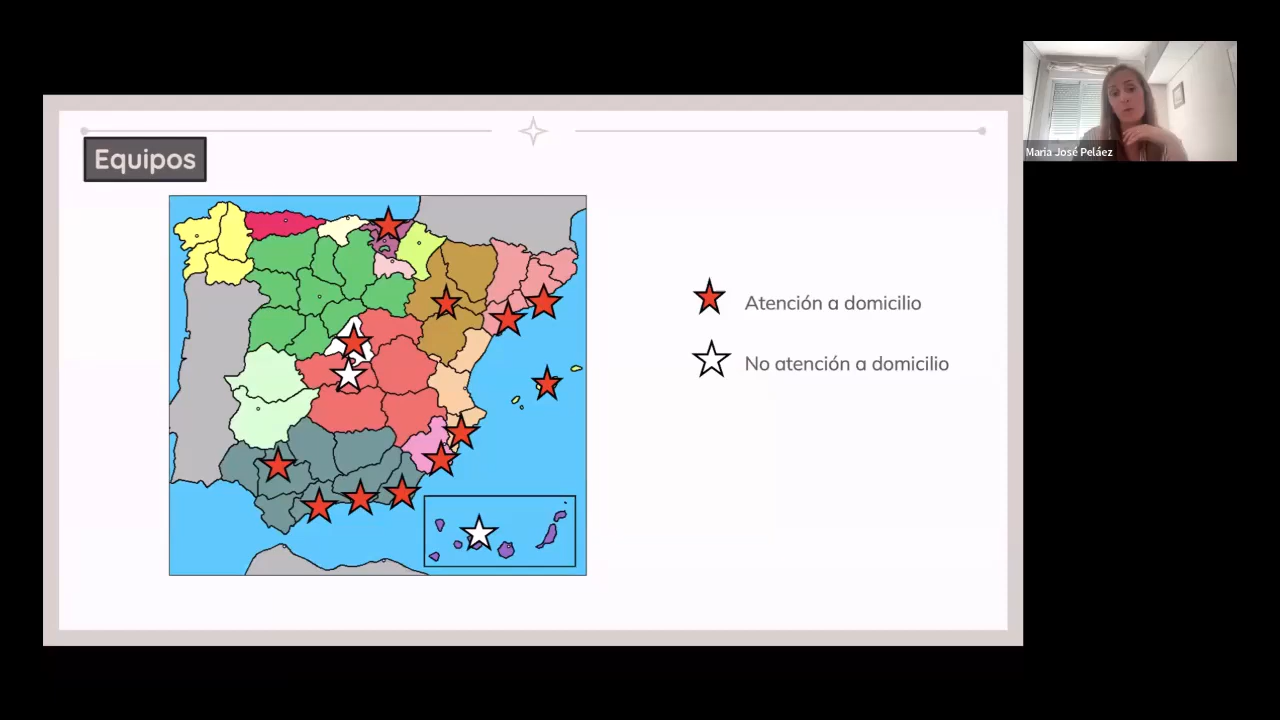 Equipos
Atención a domicilio
No atención a domicilio
Maria José Peláez